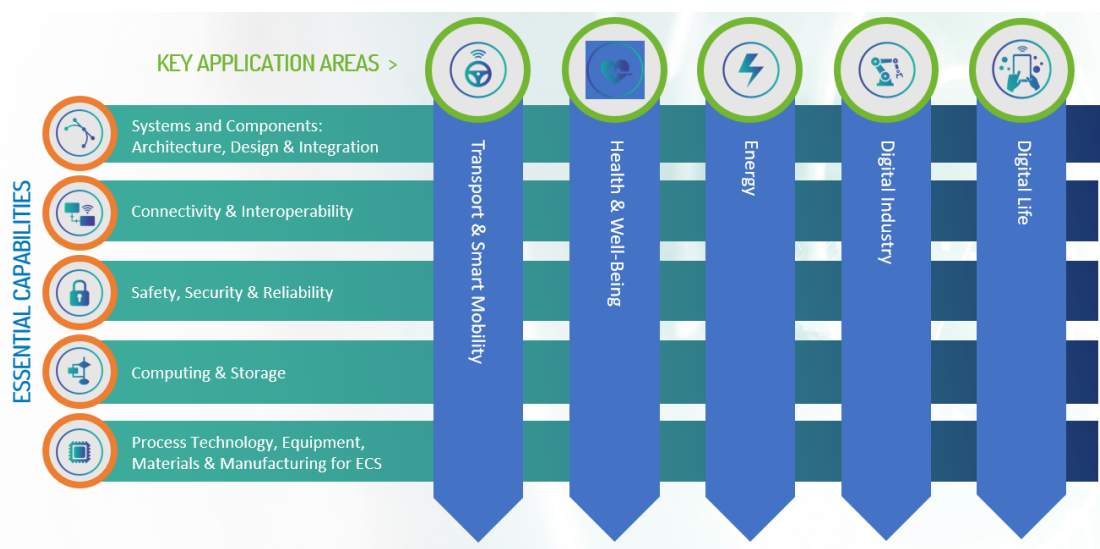 KEY APPLICATION AREAS >
Transport & Smart Mobility
Health & Well-Being
Energy
Digital Industry
Digital Life
ESSENTIAL CAPABILITIES
Systems and Components:
Architecture, Design & Integration
Connectivity & Interoperability
Safety, Security & Reliability
Computing & Storage
Process Technology, Equipment,
Materials & Manufacturing for ECS